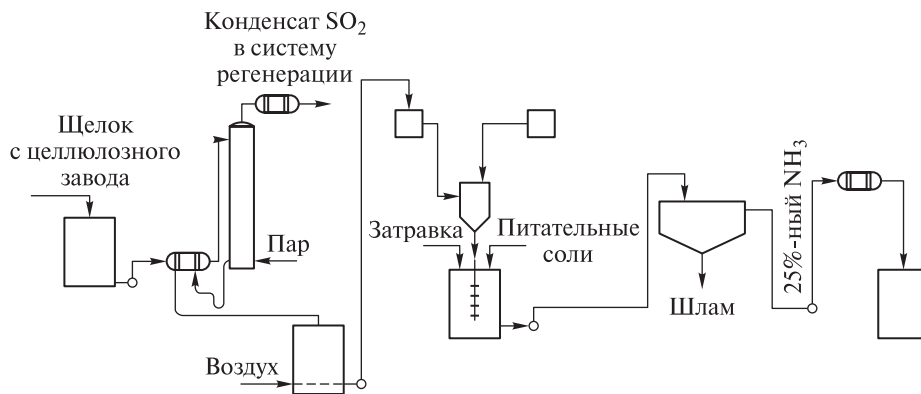 Конденсат SO2
в систему
регенерации
Щелок
с целлюлозного
завода
Пар
Воздух
Затравка
Питательные
соли
Шлам
25%-ный NH3